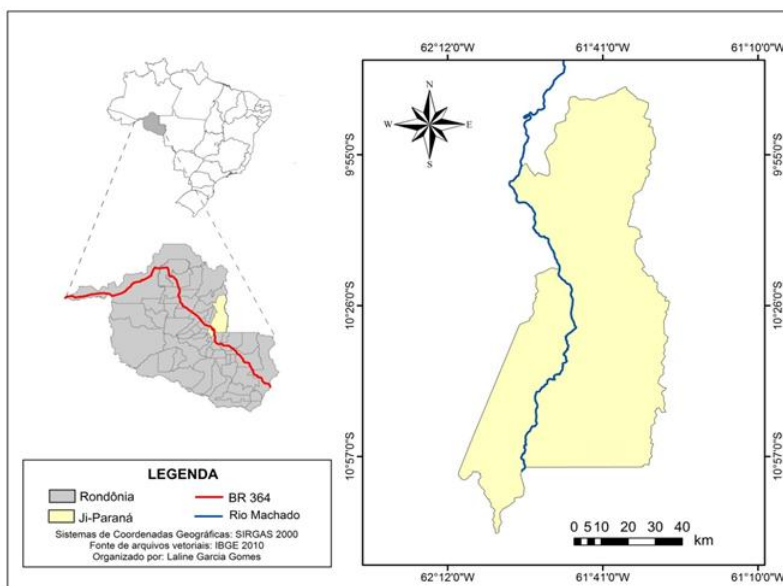 62°12'0"W 61°41'0"W 61°10'0"W
N
W E
S
9°55'0"S 9°55'0"S
10°26'0"S 10°26'0"S
10°57'0"S 10°57'0"S
LEGENDA
Rondônia BR 364
Ji-Paraná Rio Machado
Sistemas de Coordenadas Geográficas: SIRGAS 2000
Fonte de arquivos vetoriais: IBGE 2010
Organizado por: Laline Garcia Gomes
0 5 10 20 30 40
km
62°12'0"W 61°41'0"W 61°10'0"W